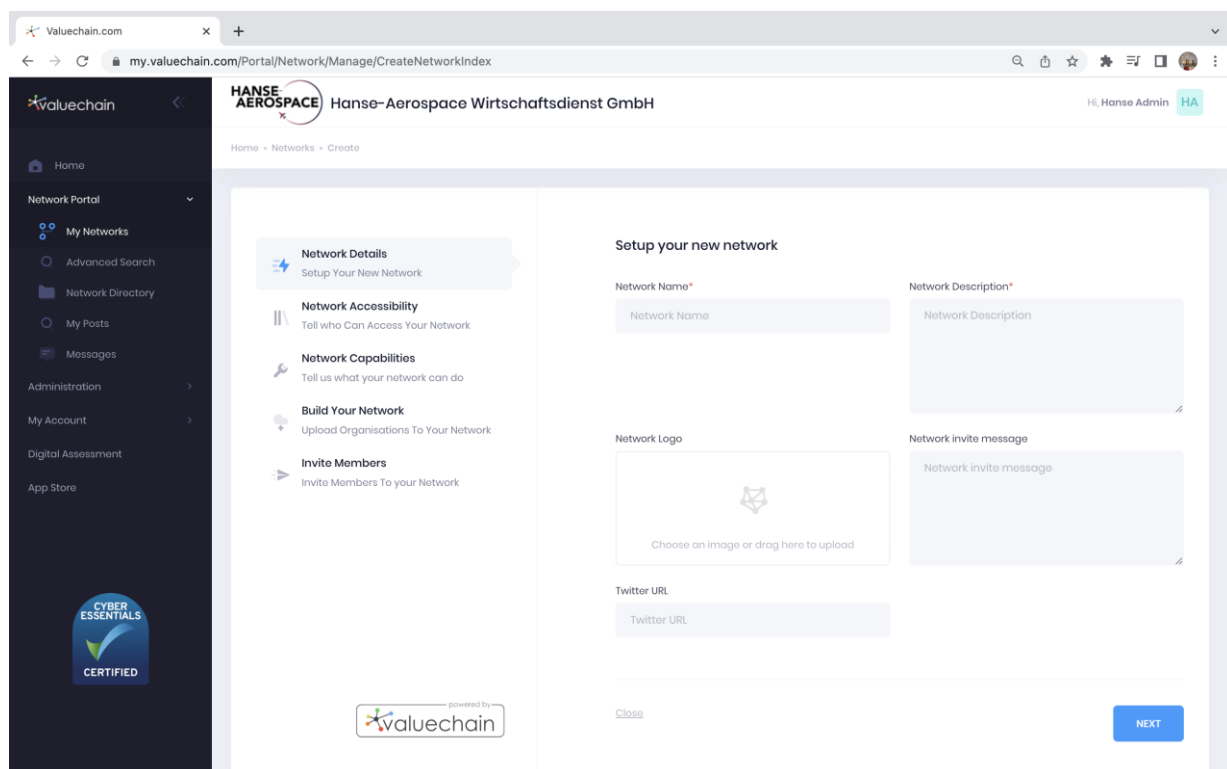 Valuechain.com
my.valuechain.com/Portal/Network/Manage/CreateNetworkIndex
valuechain
HANSE-
AEROSPACE
Hanse-Aerospace Wirtschaftsdienst GmbH
Hi, Hanse Admin HA
Home • Networks • Create
Home
Network Portal
My Networks
Advanced Search
Network Directory
My Posts
Messages
Administration
My Account
Digital Assessment
App Store
CYBER
ESSENTIALS
CERTIFIED
Network Details
Setup Your New Network
Network Accessibility
Tell who Can Access Your Network
Network Capabilities
Tell us what your network can do
Build Your Network
Upload Organisations To Your Network
Invite Members
Invite Members To your Network
powered by
valuechain
Setup your new network
Network Name*
Network Name
Network Description*
Network Description
Network Logo
Choose an image or drag here to upload
Network invite message
Network invite message
Twitter URL
Twitter URL
Close
NEXT